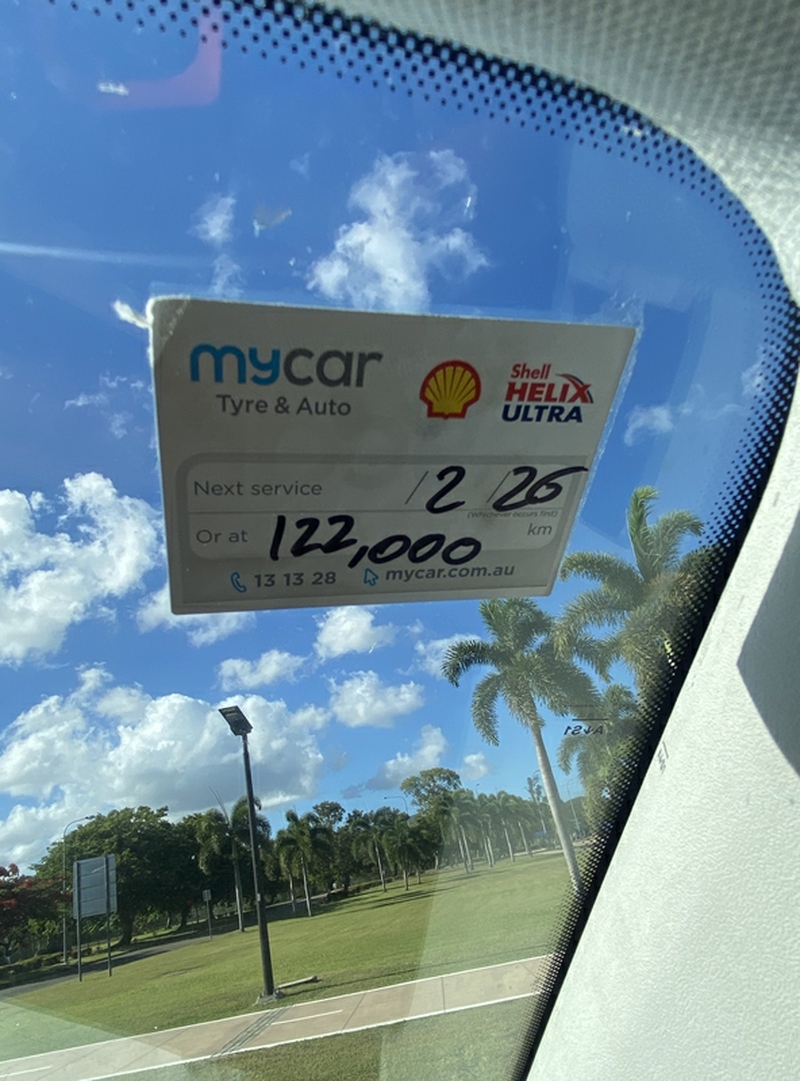 mycar
Tyre & Auto
Shell
HELIX
ULTRA
Next service /2 /26
(Whichever occurs first)
Or at 122,000 km
13 13 28 mycar.com.au